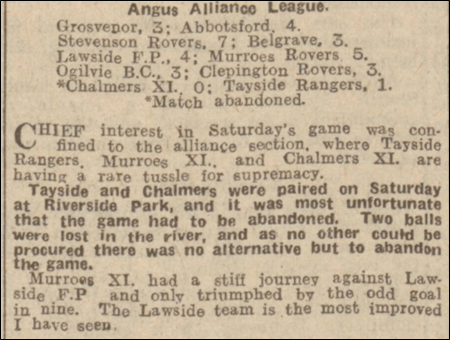 Angus Alliance League.
Grosvenor, 3; Abbotsford, 4.
Stevenson Rovers, 7; Belgrave, 3.
Lawside F.P., 4; Murroes Rovers 5.
Ogilvie B.C., 3; Clepington Rovers, 3.
*Chalmers XI., 0; Tayside Rangers, 1.
*Match abandoned.
CHIEF interest in Saturday's game was con-
fined to the alliance section, where Tayside
Rangers, Murroes XI., and Chalmers XI. are
having a rare tussle for supremacy.
Tayside and Chalmers were paired on Saturday
at Riverside Park, and it was most unfortunate
that the game had to be abandoned. Two balls
were lost in the river, and as no other could be
procured there was no alternative but to abandon
the game.
Murroes XI. had a stiff journey against Law-
side F.P and only triumphed by the odd goal
in nine. The Lawside team is the most improved
I have seen.